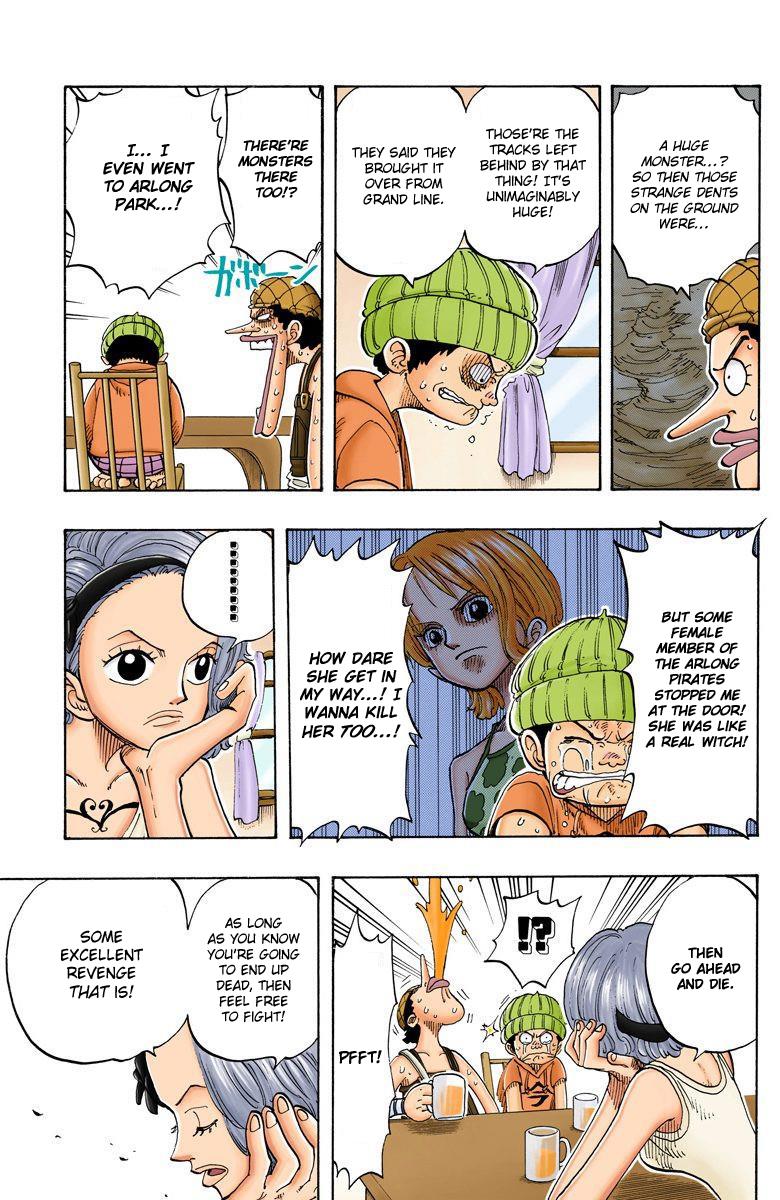 A HUGE
MONSTER...?
SO THEN THOSE
STRANGE DENTS
ON THE GROUND
WERE...
THOSE'RE THE
TRACKS LEFT
BEHIND BY THAT
THING! IT'S
UNIMAGINABLY
HUGE!
THEY SAID THEY
BROUGHT IT
OVER FROM
GRAND LINE.
THERE'RE
MONSTERS
THERE
TOO!?
I... I
EVEN WENT
TO ARLONG
PARK...!
ガボーン
BUT SOME
FEMALE
MEMBER OF
THE ARLONG
PIRATES
STOPPED ME
AT THE DOOR!
SHE WAS LIKE
A REAL WITCH!
HOW DARE
SHE GET IN
MY WAY...! I
WANNA KILL
HER TOO...!
.........
THEN
GO AHEAD
AND DIE.
!?
PFFT!
AS LONG
AS YOU KNOW
YOU'RE GOING
TO END UP
DEAD, THEN
FEEL FREE
TO FIGHT!
SOME
EXCELLENT
REVENGE
THAT IS!